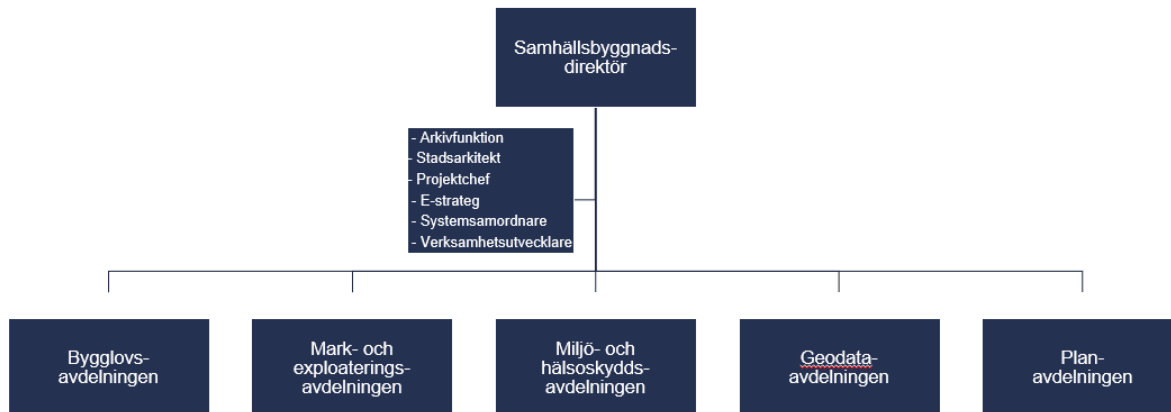 Samhällsbyggnads-
direktör
- Arkivfunktion
- Stadsarkitekt
- Projektchef
- E-strateg
- Systemsamordnare
- Verksamhetsutvecklare
Bygglovs-
avdelningen
Mark- och
exploaterings-
avdelningen
Miljö- och
hälsoskydds-
avdelningen
Geodata-
avdelningen
Plan-
avdelningen